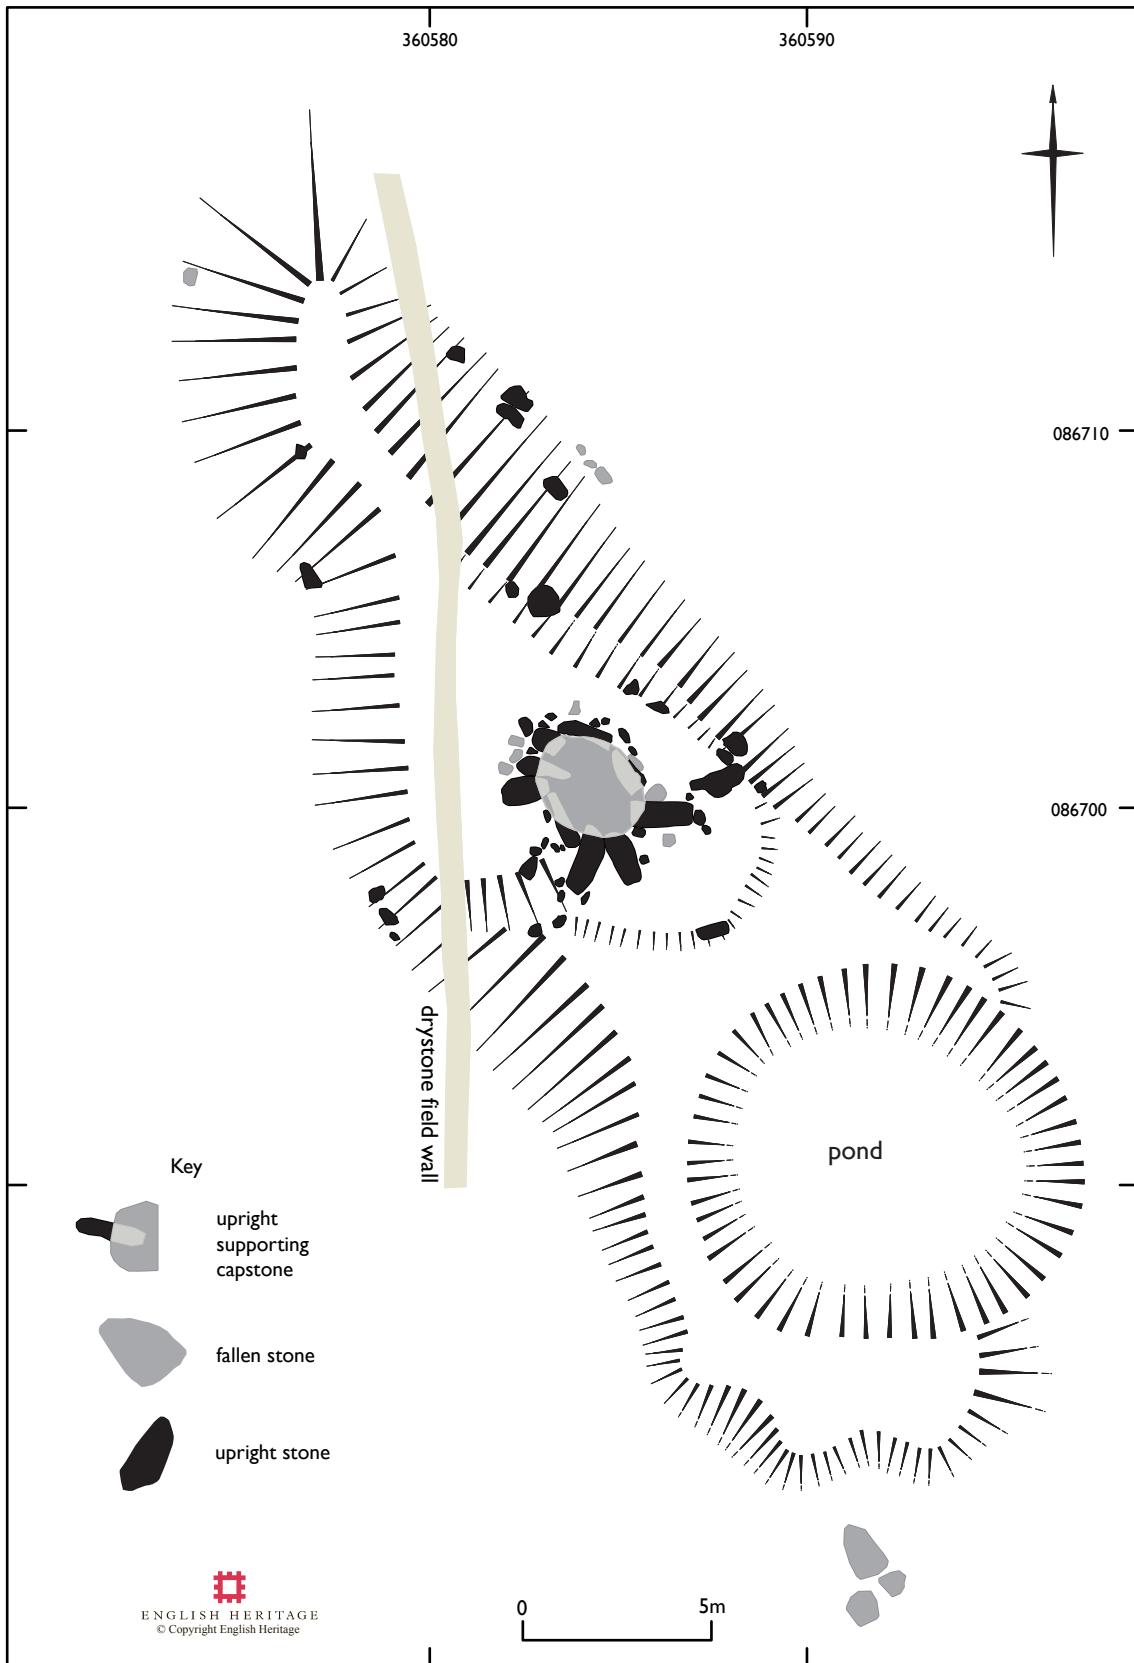 360580
360590
086710
086700
drystone field wall
pond
Key
upright
supporting
capstone
fallen stone
upright stone
0
5m
ENGLISH HERITAGE
© Copyright English Heritage